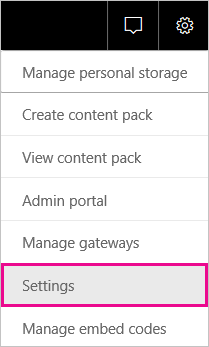 Manage personal storage
Create content pack
View content pack
Admin portal
Manage gateways
Settings
Manage embed codes